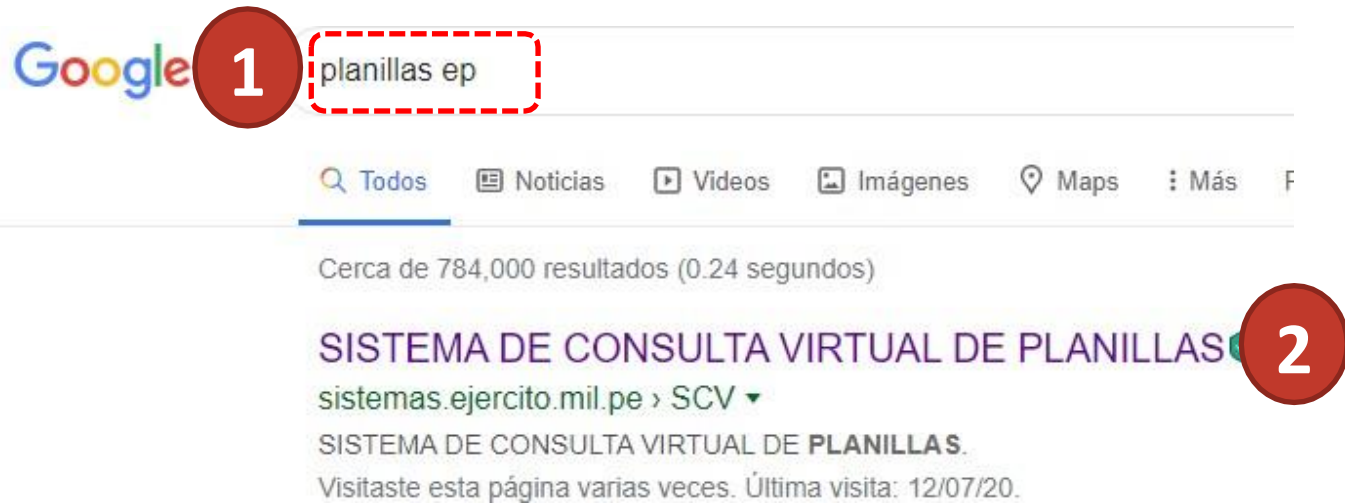 Google
1
planillas ep
Todos Noticias Videos Imágenes Maps Más
Cerca de 784,000 resultados (0.24 segundos)
SISTEMA DE CONSULTA VIRTUAL DE PLANILLAS
2
sistemas.ejercito.mil.pe › SCV
SISTEMA DE CONSULTA VIRTUAL DE PLANILLAS.
Visitaste esta página varias veces. Última visita: 12/07/20.